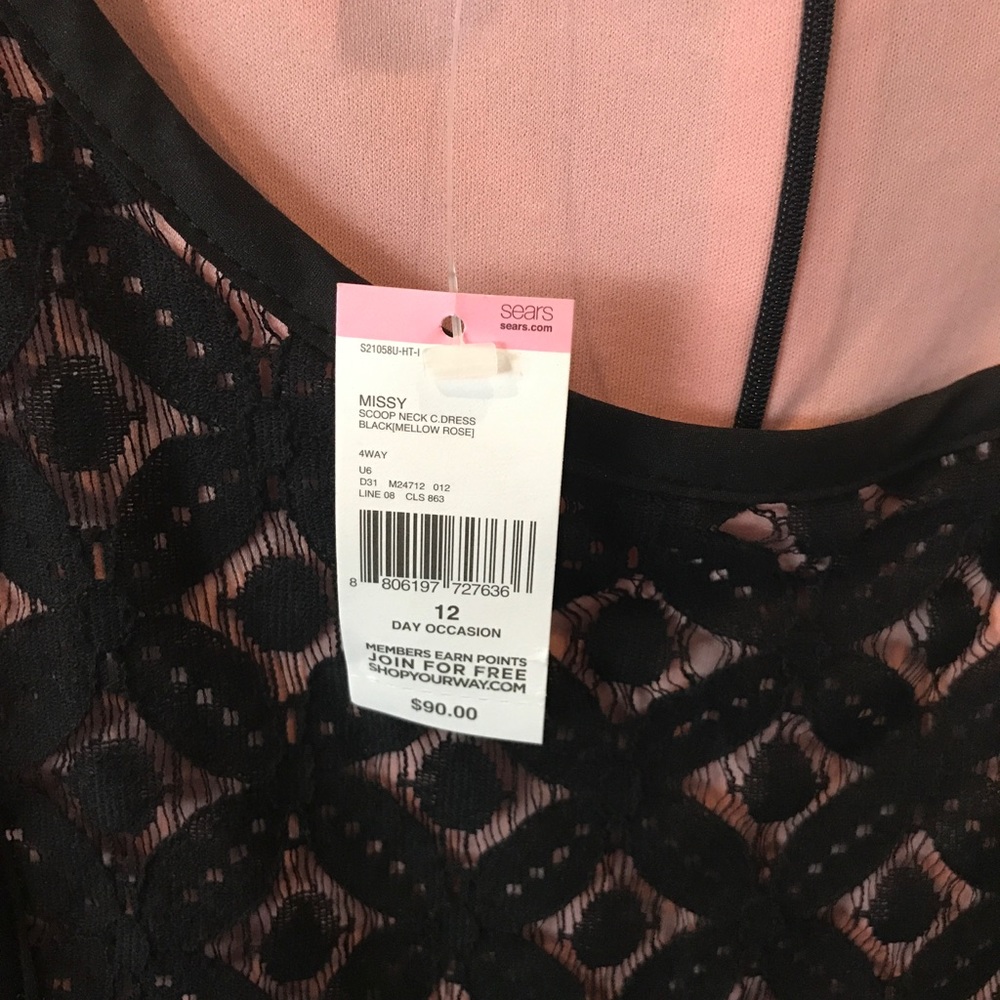 sears
sears.com
S21058U-HT-I
MISSY
SCOOP NECK C.DRESS
BLACK[MELLOW ROSE]
4WAY
U6
D31 M24712 012
LINE 08 CLS 863
8 806197 727636
12
DAY OCCASION
MEMBERS EARN POINTS
JOIN FOR FREE
SHOPYOURWAY.COM
$90.00